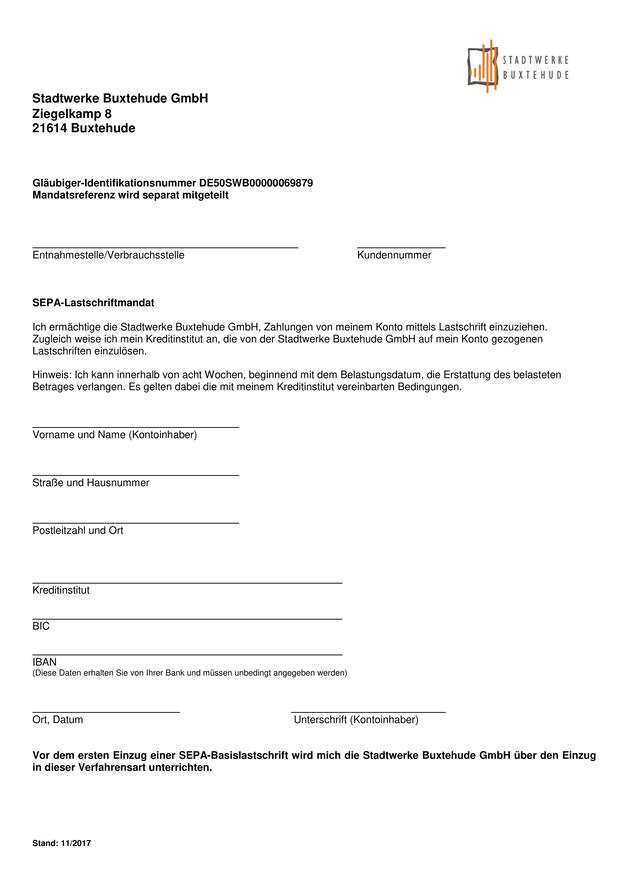 STADTWERKE
BUXTEHUDE
Stadtwerke Buxtehude GmbH
Ziegelkamp 8
21614 Buxtehude
Gläubiger-Identifikationsnummer DE50SWB00000069879
Mandatsreferenz wird separat mitgeteilt
Entnahmestelle/Verbrauchsstelle Kundennummer
SEPA-Lastschriftmandat
Ich ermächtige die Stadtwerke Buxtehude GmbH, Zahlungen von meinem Konto mittels Lastschrift einzuziehen.
Zugleich weise ich mein Kreditinstitut an, die von der Stadtwerke Buxtehude GmbH auf mein Konto gezogenen
Lastschriften einzulösen.
Hinweis: Ich kann innerhalb von acht Wochen, beginnend mit dem Belastungsdatum, die Erstattung des belasteten
Betrages verlangen. Es gelten dabei die mit meinem Kreditinstitut vereinbarten Bedingungen.
Vorname und Name (Kontoinhaber)
Straße und Hausnummer
Postleitzahl und Ort
Kreditinstitut
BIC
IBAN
(Diese Daten erhalten Sie von Ihrer Bank und müssen unbedingt angegeben werden)
Ort, Datum Unterschrift (Kontoinhaber)
Vor dem ersten Einzug einer SEPA-Basislastschrift wird mich die Stadtwerke Buxtehude GmbH über den Einzug
in dieser Verfahrensart unterrichten.
Stand: 11/2017